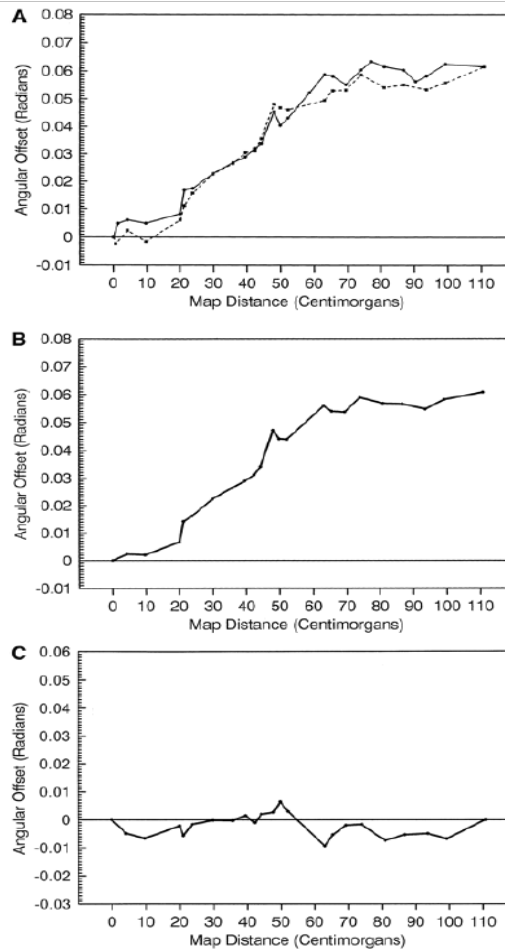 A
0.08
0.07
0.06
0.05
0.04
0.03
0.02
0.01
0
-0.01
Angular Offset (Radians)
0 10 20 30 40 50 60 70 80 90 100 110
Map Distance (Centimorgans)
B
0.08
0.07
0.06
0.05
0.04
0.03
0.02
0.01
0
-0.01
Angular Offset (Radians)
0 10 20 30 40 50 60 70 80 90 100 110
Map Distance (Centimorgans)
C
0.06
0.05
0.04
0.03
0.02
0.01
0
-0.01
-0.02
-0.03
Angular Offset (Radians)
0 10 20 30 40 50 60 70 80 90 100 110
Map Distance (Centimorgans)